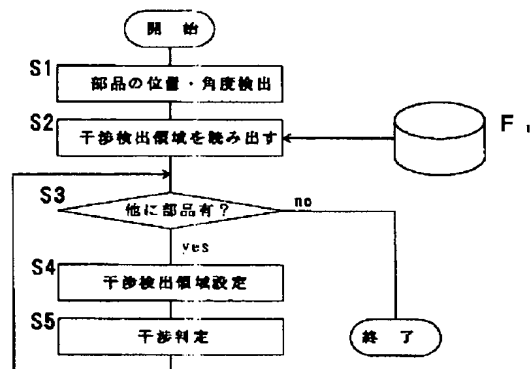 開 始
S1
部品の位置・角度検出
S2
干渉検出領域を読み出す
F
S3
他に部品有?
no
yes
S4
干渉検出領域設定
S5
干渉判定
終 了